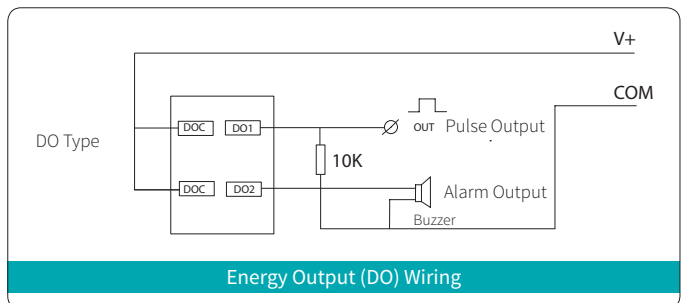 V+
COM
DO Type
DOC DO1
OUT Pulse Output
10K
DOC DO2
Alarm Output
Buzzer
Energy Output (DO) Wiring